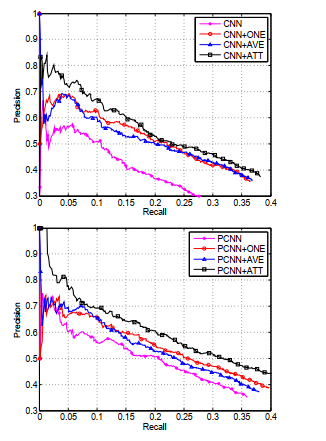 1
0.9
0.8
0.7
0.6
0.5
0.4
0.3
Precision
0 0.05 0.1 0.15 0.2 0.25 0.3 0.35 0.4
Recall
CNN
CNN+ONE
CNN+AVE
CNN+ATT
1
0.9
0.8
0.7
0.6
0.5
0.4
0.3
Precision
0 0.05 0.1 0.15 0.2 0.25 0.3 0.35 0.4
Recall
PCNN
PCNN+ONE
PCNN+AVE
PCNN+ATT